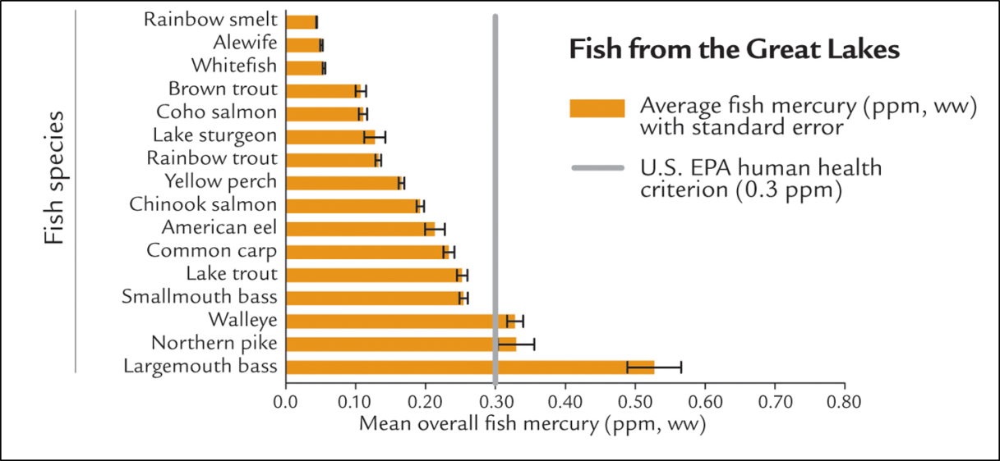 Rainbow smelt
Alewife
Whitefish
Brown trout
Coho salmon
Lake sturgeon
Rainbow trout
Yellow perch
Chinook salmon
American eel
Common carp
Lake trout
Smallmouth bass
Walleye
Northern pike
Largemouth bass
Fish species
0.0 0.10 0.20 0.30 0.40 0.50 0.60 0.70 0.80
Mean overall fish mercury (ppm, ww)
Fish from the Great Lakes
Average fish mercury (ppm, ww)
with standard error
U.S. EPA human health
criterion (0.3 ppm)